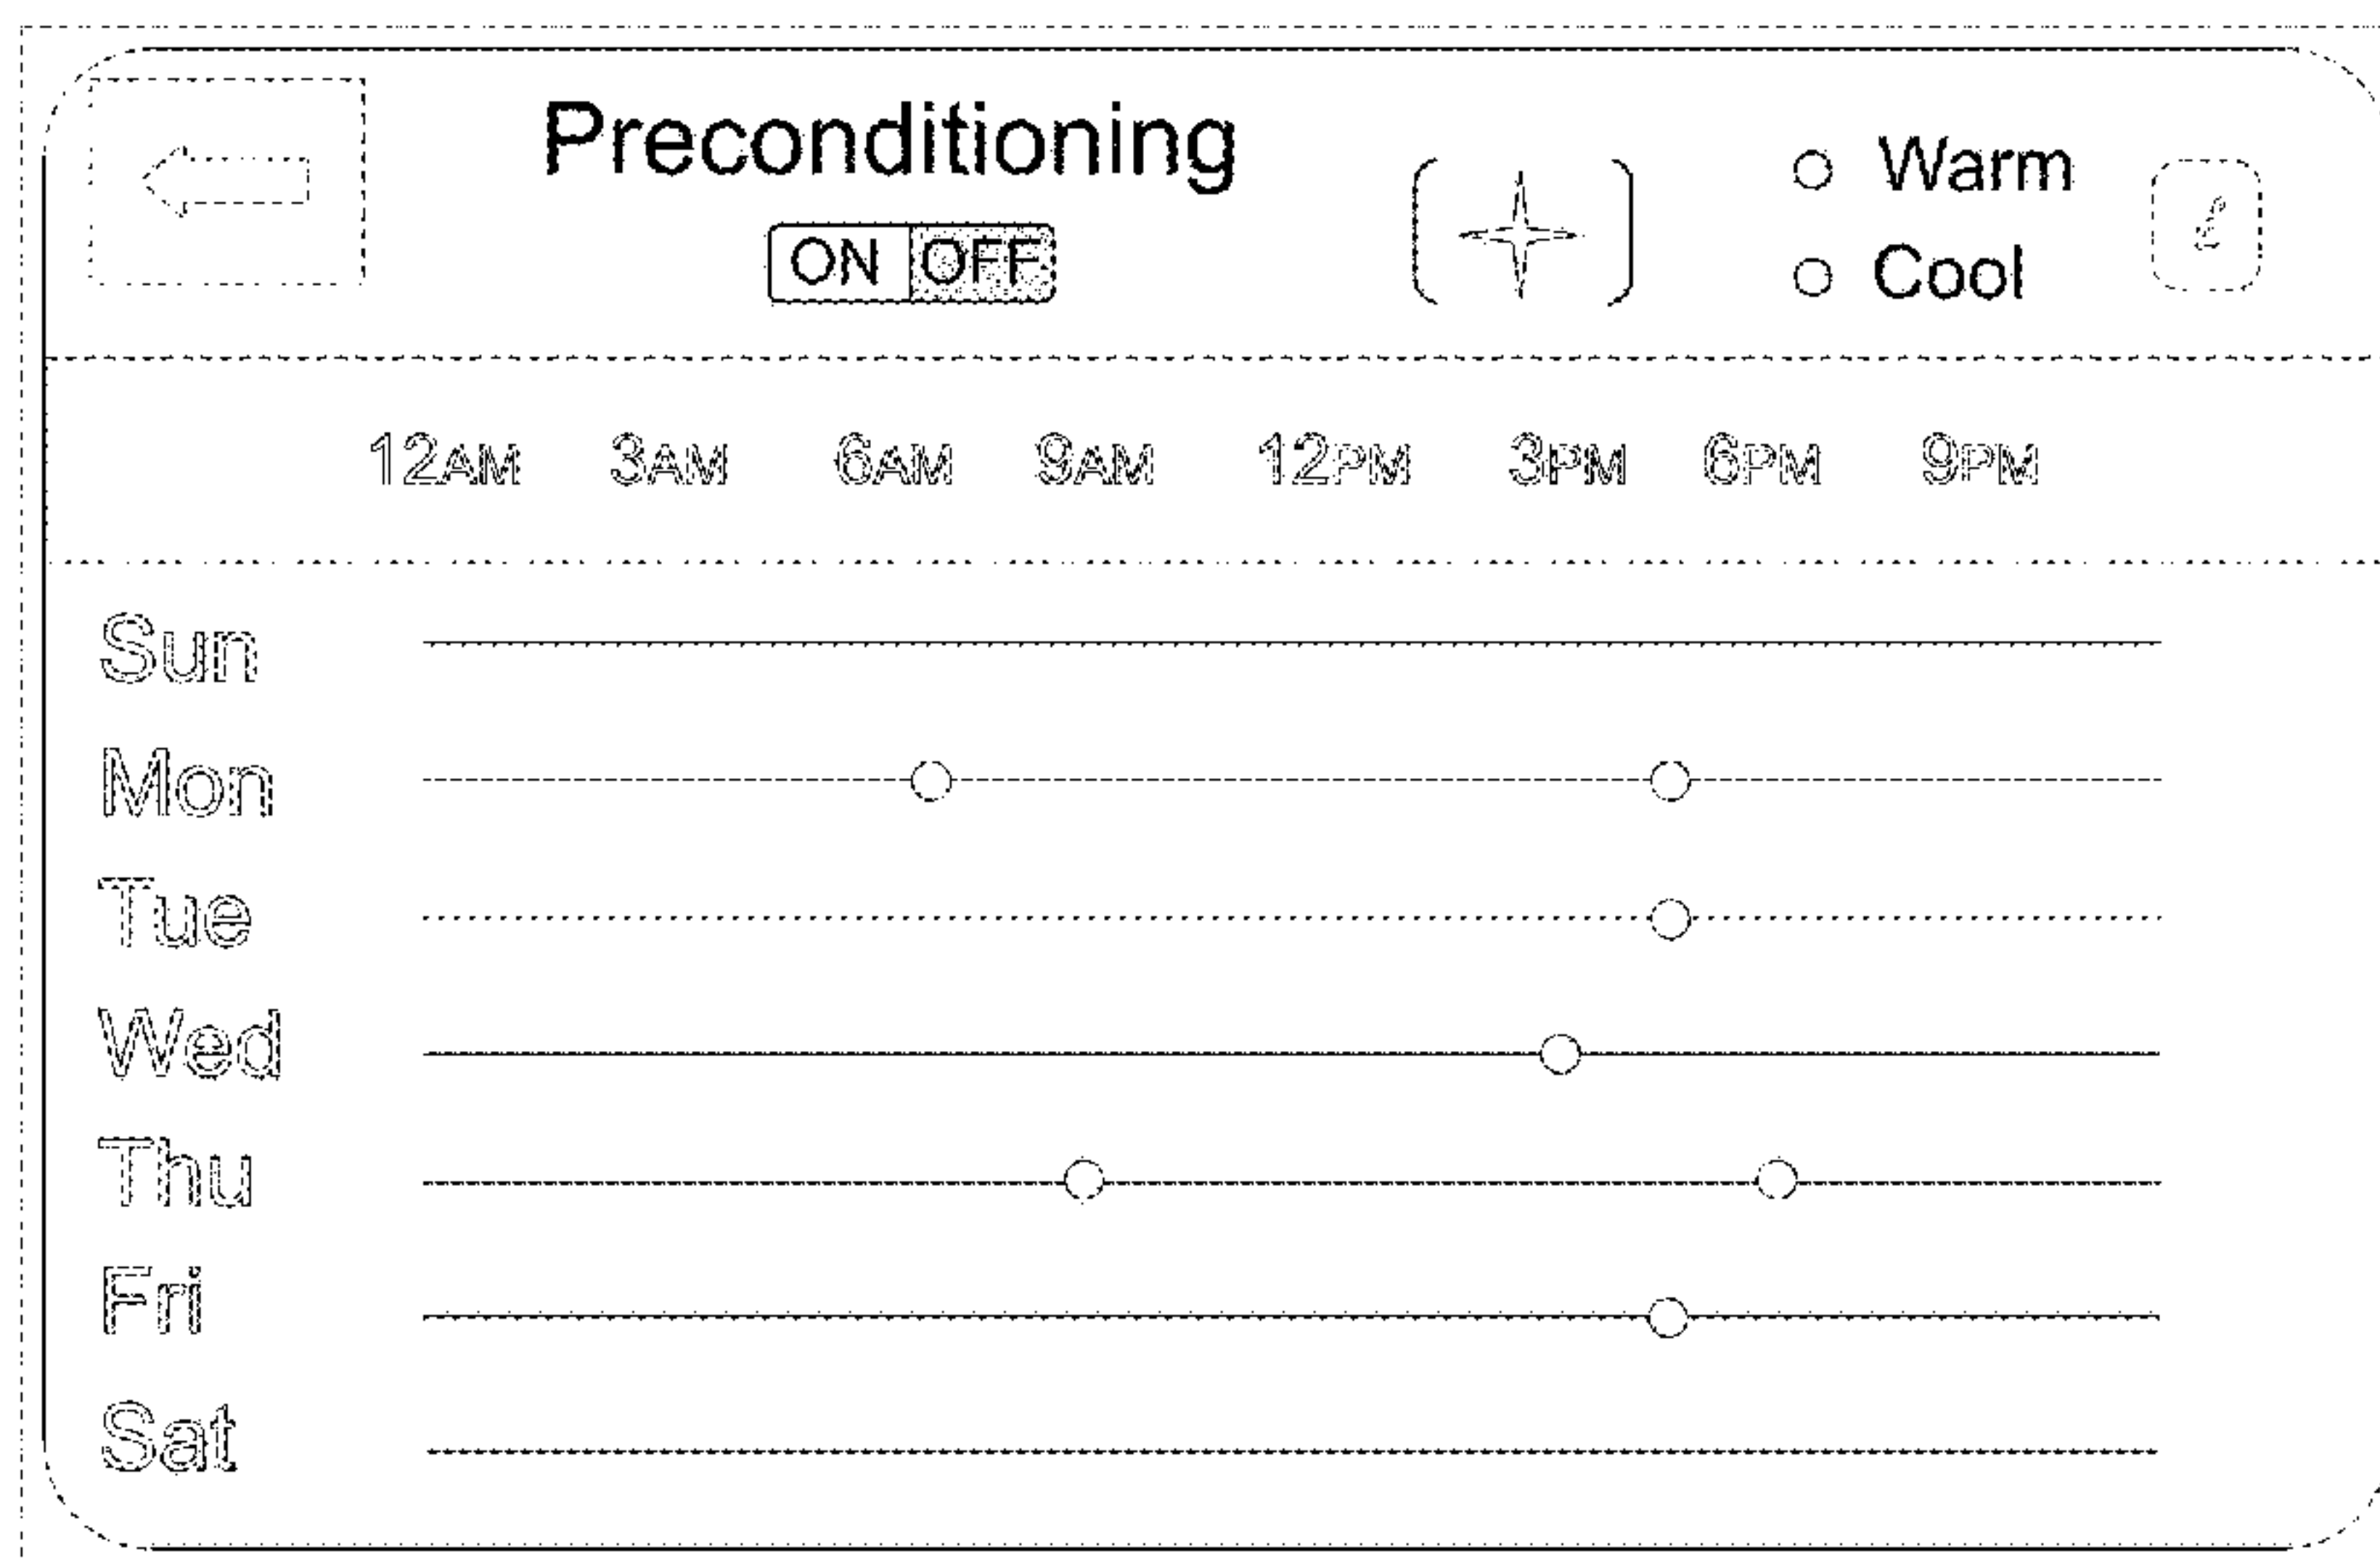 Preconditioning
ON OFF
Warm
Cool
12AM 3AM 6AM 9AM 12PM 3PM 6PM 9PM
Sun
Mon
Tue
Wed
Thu
Fri
Sat